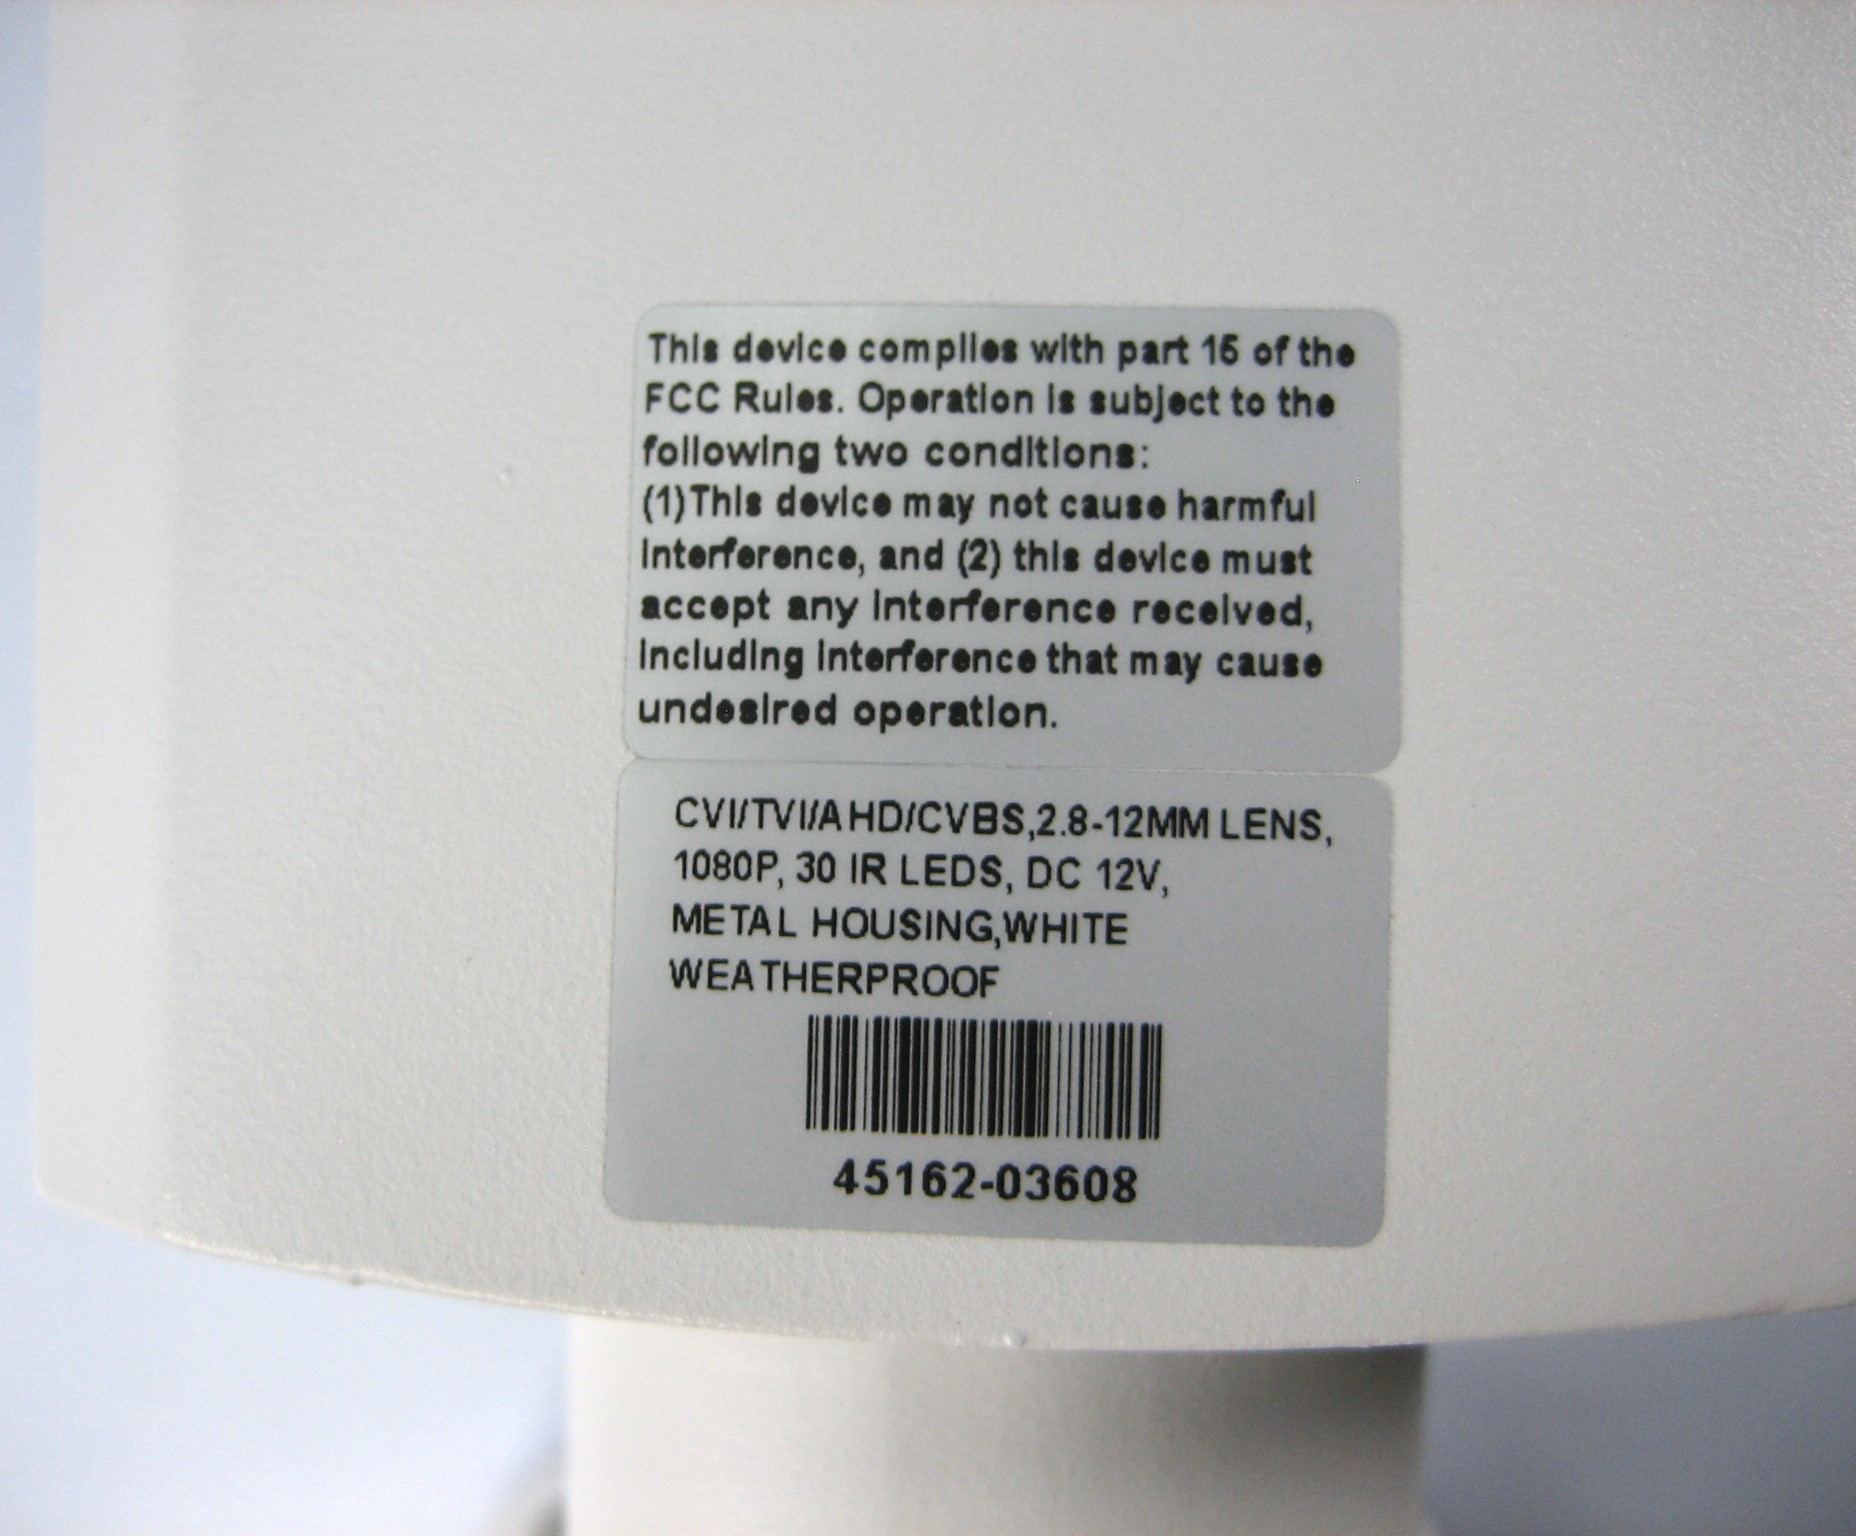 This device complies with part 15 of the
FCC Rules. Operation is subject to the
following two conditions:
(1)This device may not cause harmful
interference, and (2) this device must
accept any interference received,
including interference that may cause
undesired operation.
CVI/TVI/AHD/CVBS,2.8-12MM LENS,
1080P, 30 IR LEDS, DC 12V,
METAL HOUSING,WHITE
WEATHERPROOF
45162-03608